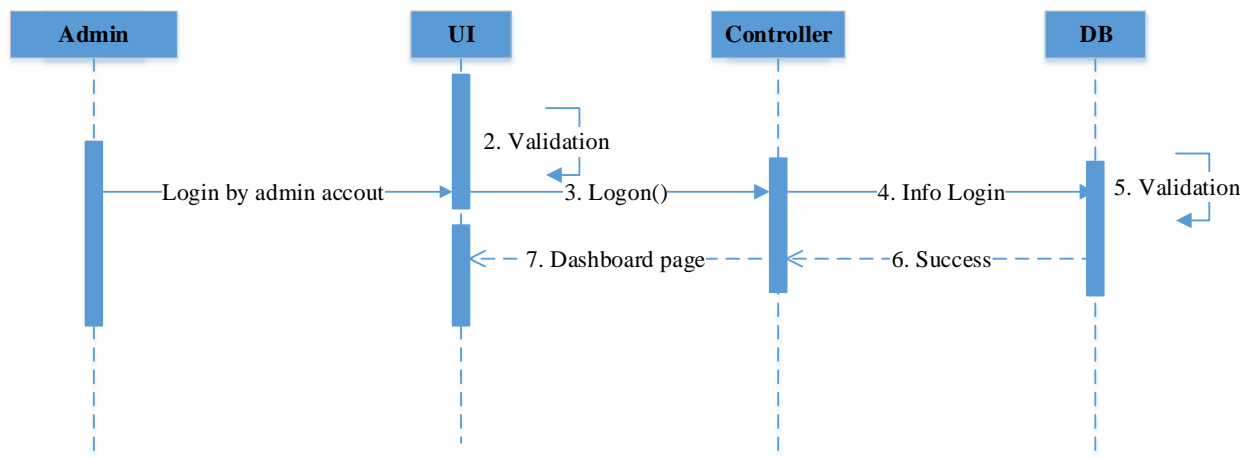 Admin
UI
Controller
DB
2. Validation
Login by admin accout
3. Logon()
4. Info Login
5. Validation
7. Dashboard page
6. Success